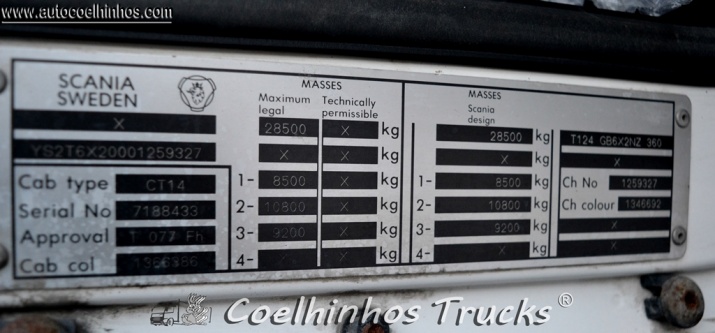 www.autocoelhinhos.com
SCANIA
SWEDEN
MASSES
MASSES
Maximum legal
Technically permissible
Scania design
X
28500 X kg
28500 kg
T124 GB6X2NZ 360
YS2T6X20001259327
X X kg
X kg
Cab type CT14
1- 8500 X kg
1- 8500 kg
Ch No 1259327
Serial No 7188433
2- 10800 X kg
2- 10800 kg
Ch colour 1346692
Approval T 077 Fh
3- 9200 X kg
3- 9200 kg
X
Cab col
4- X X kg
4- X kg
X
Coelhinhos Trucks®